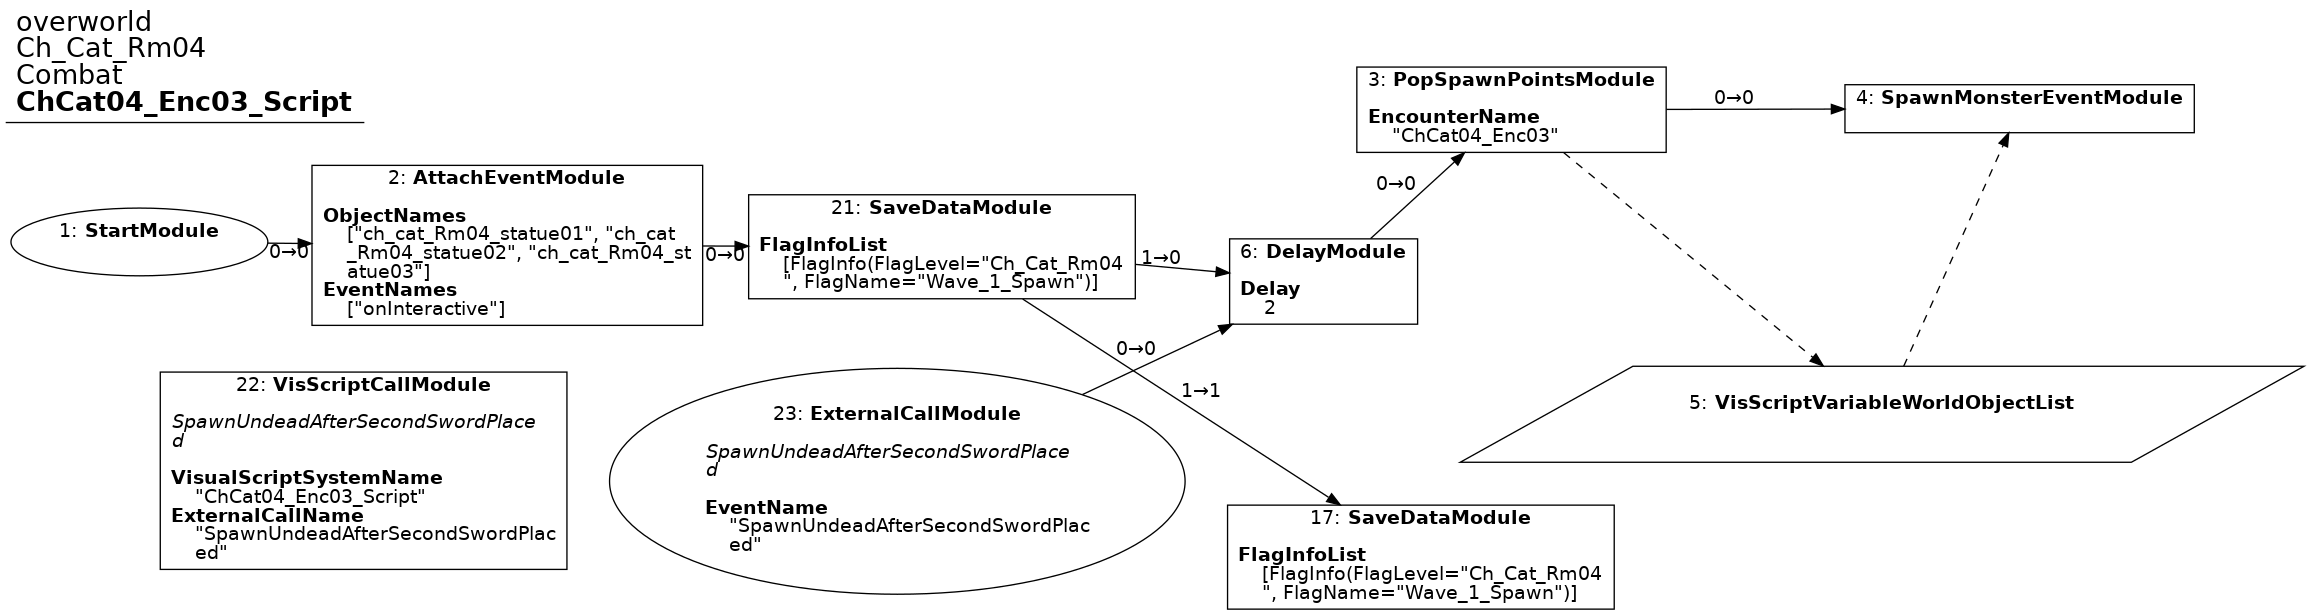 overworld
Ch_Cat_Rm04
Combat
ChCat04_Enc03_Script
1: StartModule
0→0
2: AttachEventModule
ObjectNames
["ch_cat_Rm04_statue01", "ch_cat
_Rm04_statue02", "ch_cat_Rm04_st
atue03"]
EventNames
["onInteractive"]
0→0
21: SaveDataModule
FlagInfoList
[FlagInfo(FlagLevel="Ch_Cat_Rm04
", FlagName="Wave_1_Spawn")]
1→0
6: DelayModule
Delay
2
0→0
3: PopSpawnPointsModule
EncounterName
"ChCat04_Enc03"
0→0
4: SpawnMonsterEventModule
5: VisScriptVariableWorldObjectList
22: VisScriptCallModule
SpawnUndeadAfterSecondSwordPlace
d
VisualScriptSystemName
"ChCat04_Enc03_Script"
ExternalCallName
"SpawnUndeadAfterSecondSwordPlac
ed"
23: ExternalCallModule
SpawnUndeadAfterSecondSwordPlace
d
EventName
"SpawnUndeadAfterSecondSwordPlac
ed"
0→0
1→1
17: SaveDataModule
FlagInfoList
[FlagInfo(FlagLevel="Ch_Cat_Rm04
", FlagName="Wave_1_Spawn")]